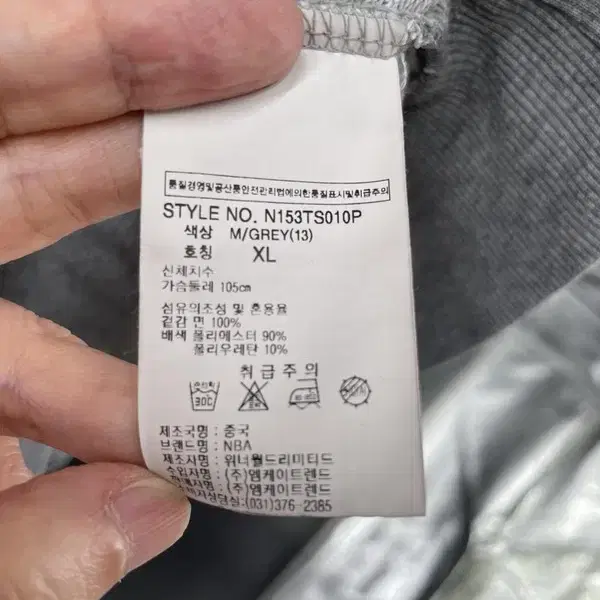 품질경영및공산품안전관리법에의한품질표시및취급주의
STYLE NO. N153TS010P
색상 M/GREY(13)
호칭 XL
신체치수
가슴둘레 105cm
섬유의조성 및 혼용율
겉감 면 100%
배색 폴리에스터 90%
폴리우레탄 10%
취급주의
30℃
제조국명 : 중국
브랜드명 : NBA
제조사명 : 위너월드리미티드
수입자명 : (주)엠케이트렌드
판매자명 : (주)엠케이트렌드
(031)376-2385